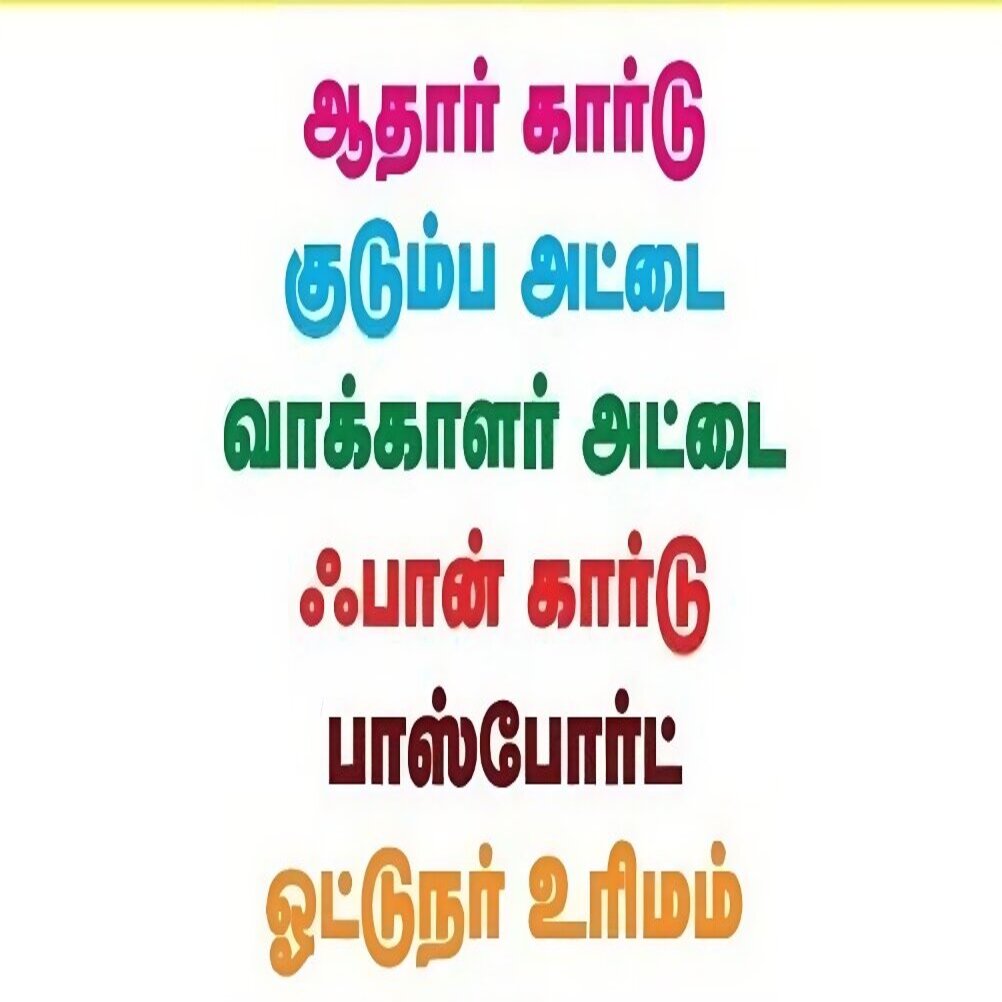 ஆதார் கார்டு
குடும்ப அட்டை
வாக்காளர் அட்டை
ஃபான் கார்டு
பாஸ்போர்ட்
ஓட்டுநர் உரிமம்